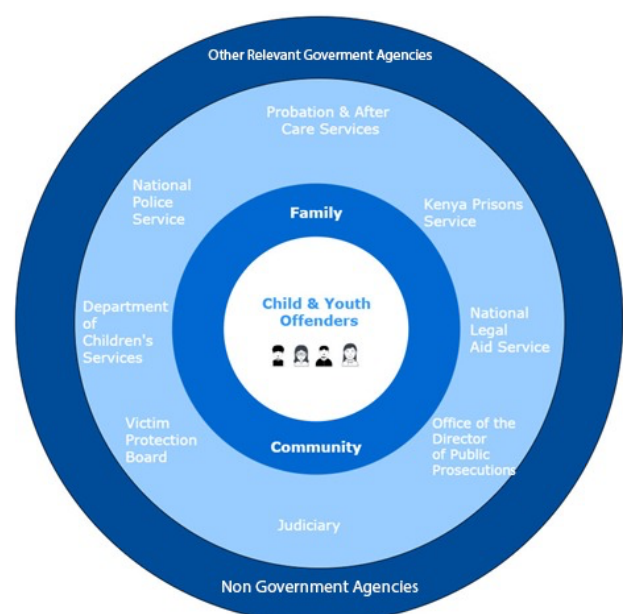 Other Relevant Goverment Agencies
Probation & After
Care Services
National
Police
Service
Family
Kenya Prisons
Service
Child & Youth
Offenders
Department
of
Children's
Services
National
Legal
Aid Service
Victim
Protection
Board
Community
Office of the
Director
of Public
Prosecutions
Judiciary
Non Government Agencies